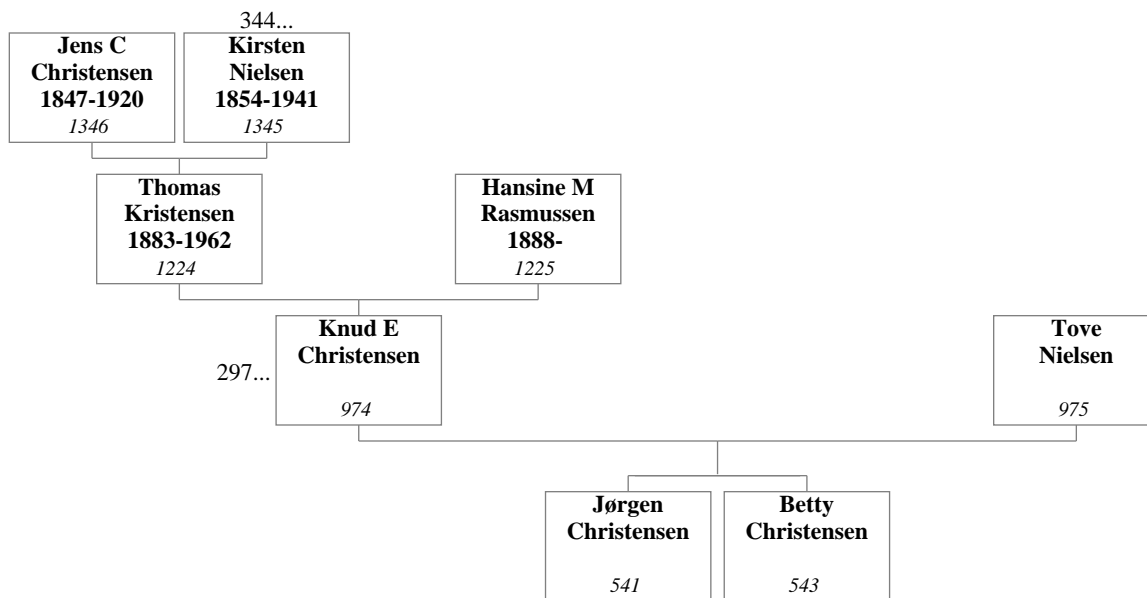 344...
Jens C
Christensen
1847-1920
1346
Kirsten
Nielsen
1854-1941
1345
Thomas
Kristensen
1883-1962
1224
Hansine M
Rasmussen
1888-
1225
297...
Knud E
Christensen
974
Tove
Nielsen
975
Jørgen
Christensen
541
Betty
Christensen
543